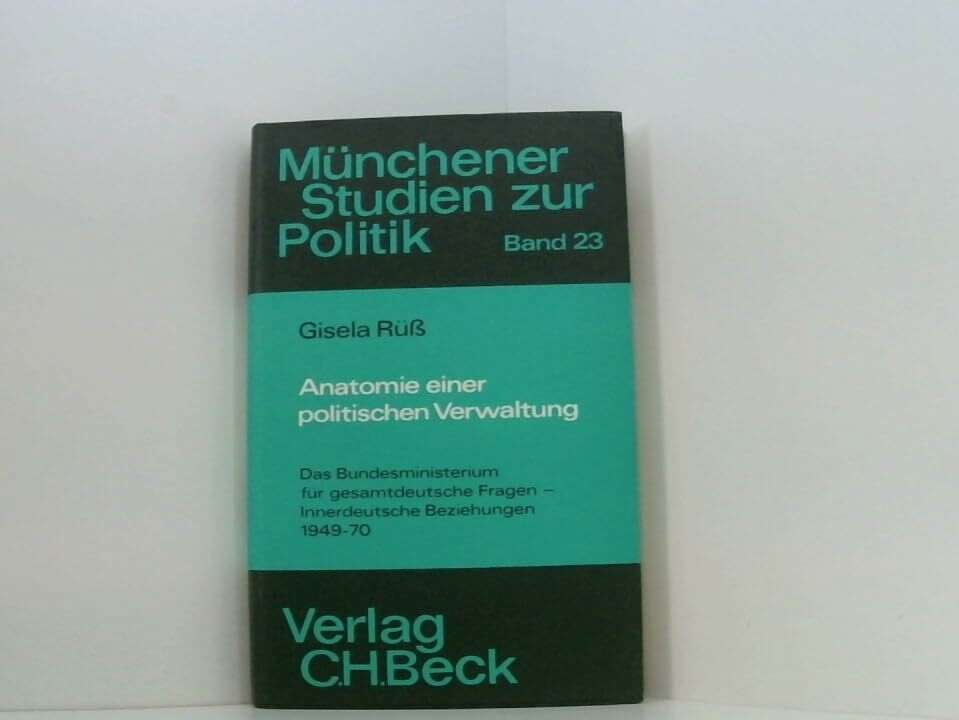 Münchener
Studien zur
Politik Band 23
Gisela Rüß
Anatomie einer
politischen Verwaltung
Das Bundesministerium
für gesamtdeutsche Fragen –
Innerdeutsche Beziehungen
1949-70
Verlag
C.H.Beck